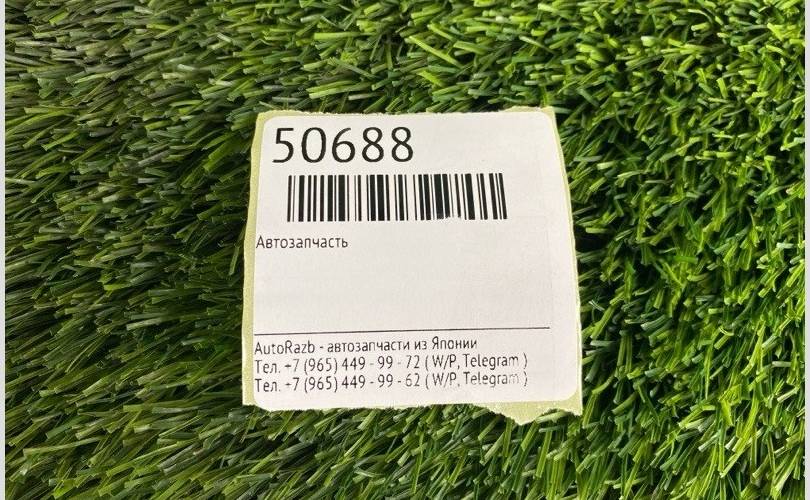 50688
Автозапчасть
AutoRazb - автозапчасти из Японии
Тел. +7 (965) 449 - 99 - 72 ( W/P, Telegram )
Тел. +7 (965) 449 - 99 - 62 ( W/P, Telegram )